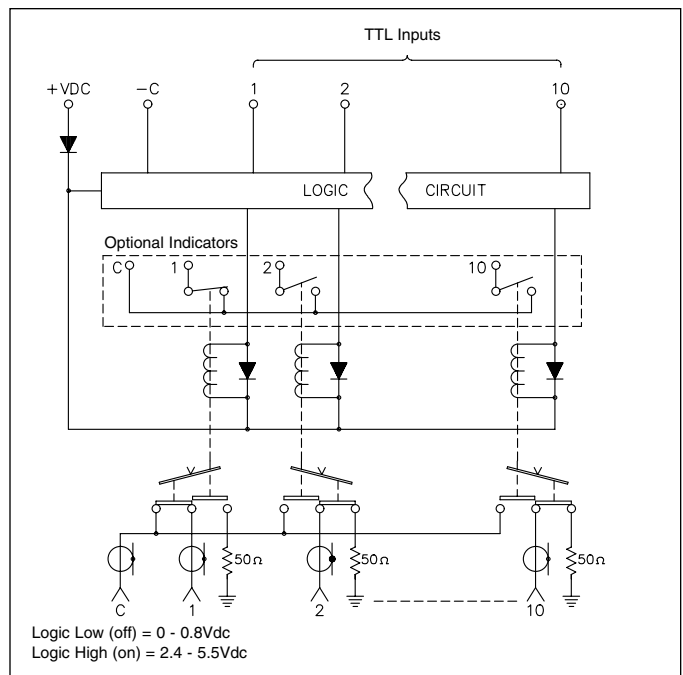 TTL Inputs
+VDC -C 1 2 10
LOGIC CIRCUIT
Optional Indicators
C 1 2 10
50Ω 50Ω 50Ω
C 1 2 10
Logic Low (off) = 0 - 0.8Vdc
Logic High (on) = 2.4 - 5.5Vdc